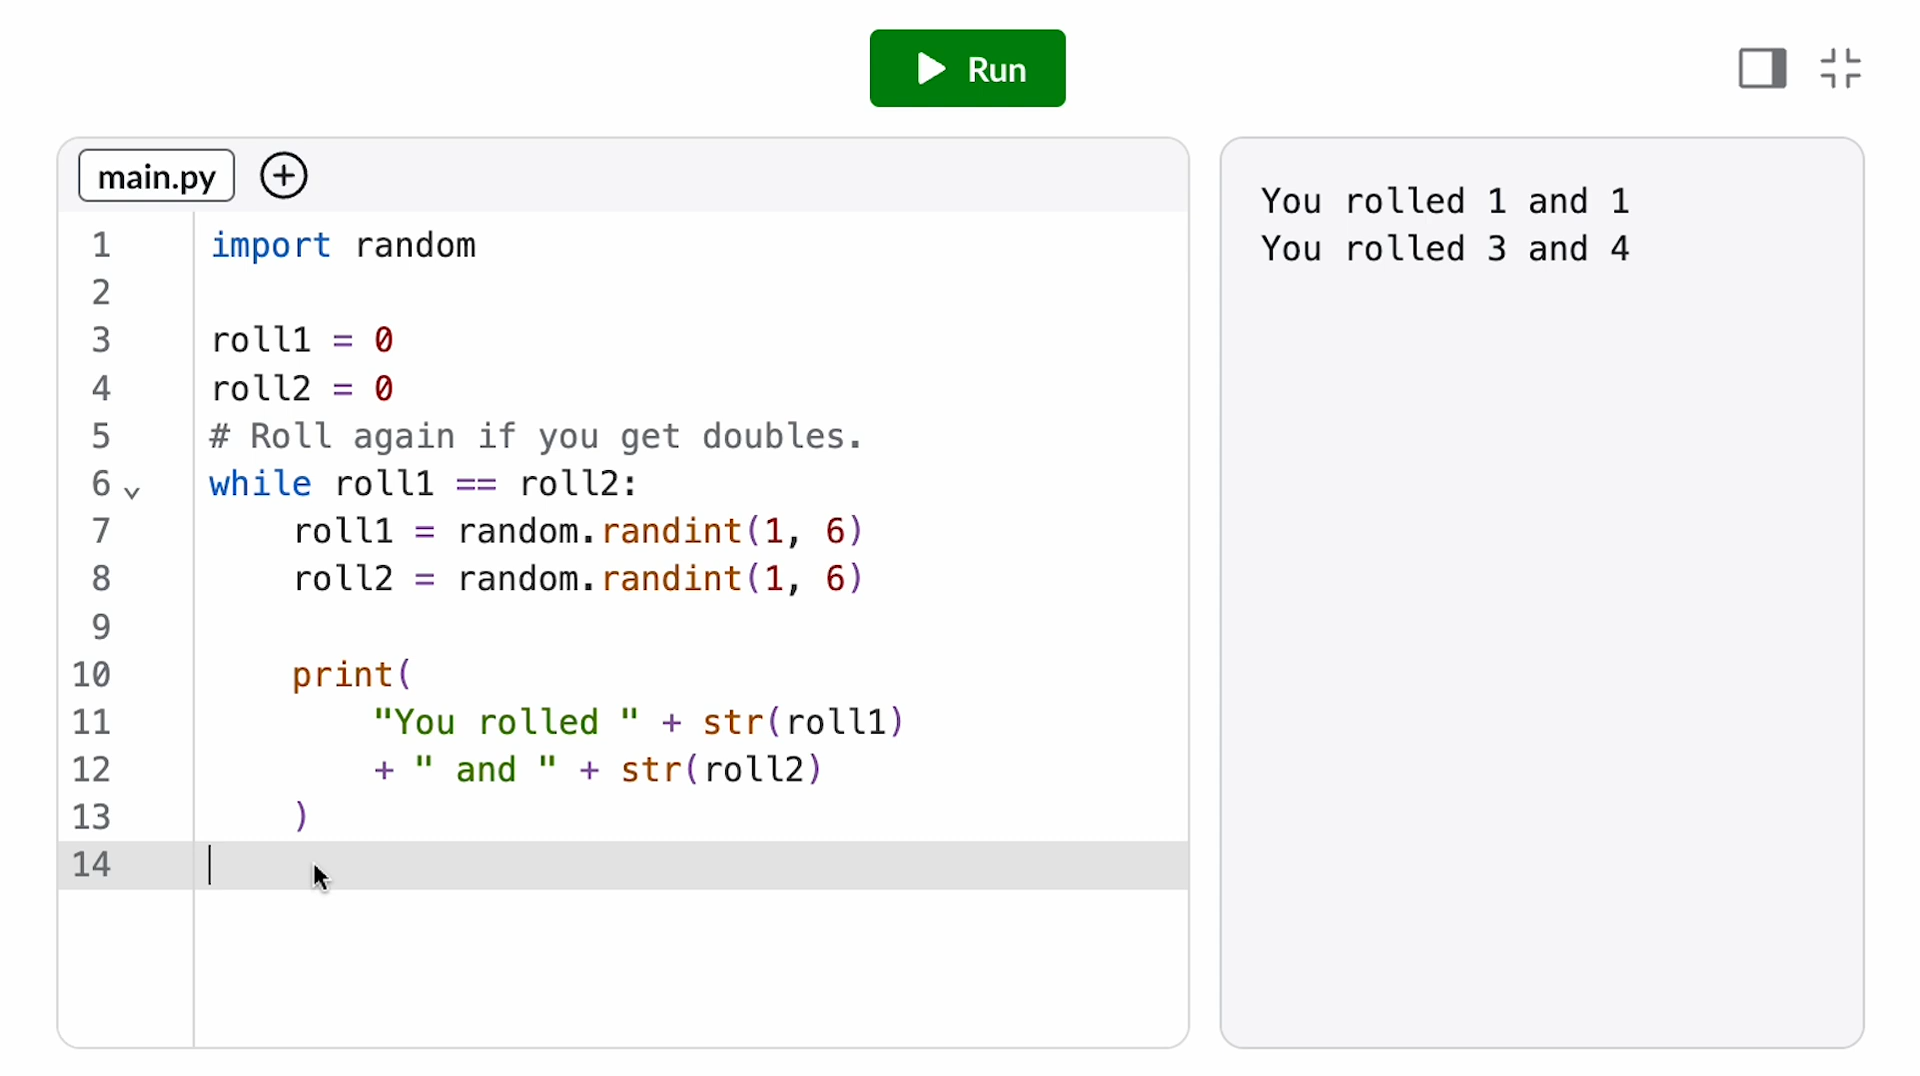 Run
main.py
1 import random
2
3 roll1 = 0
4 roll2 = 0
5 # Roll again if you get doubles.
6 while roll1 == roll2:
7     roll1 = random.randint(1, 6)
8     roll2 = random.randint(1, 6)
9
10     print(
11         "You rolled " + str(roll1)
12         + " and " + str(roll2)
13     )
14
You rolled 1 and 1
You rolled 3 and 4